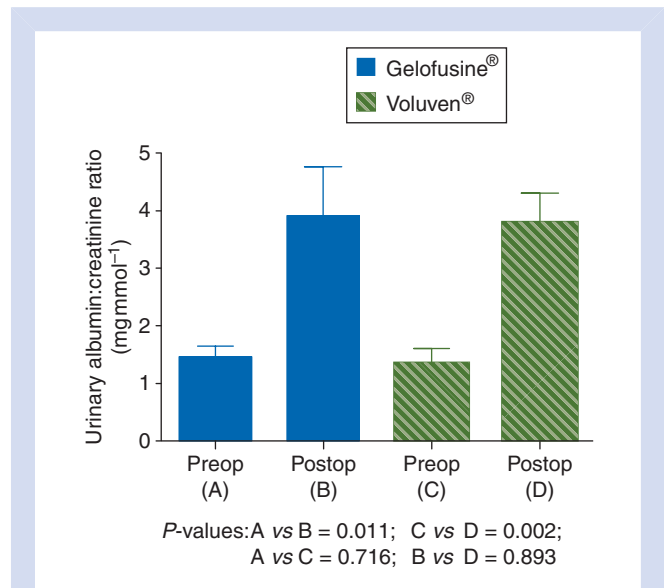 Gelofusine®
Voluven®
Urinary albumin:creatinine ratio
(mg mmol⁻¹)
5
4
3
2
1
0
Preop Postop Preop Postop
(A) (B) (C) (D)
P-values:A vs B = 0.011; C vs D = 0.002;
A vs C = 0.716; B vs D = 0.893